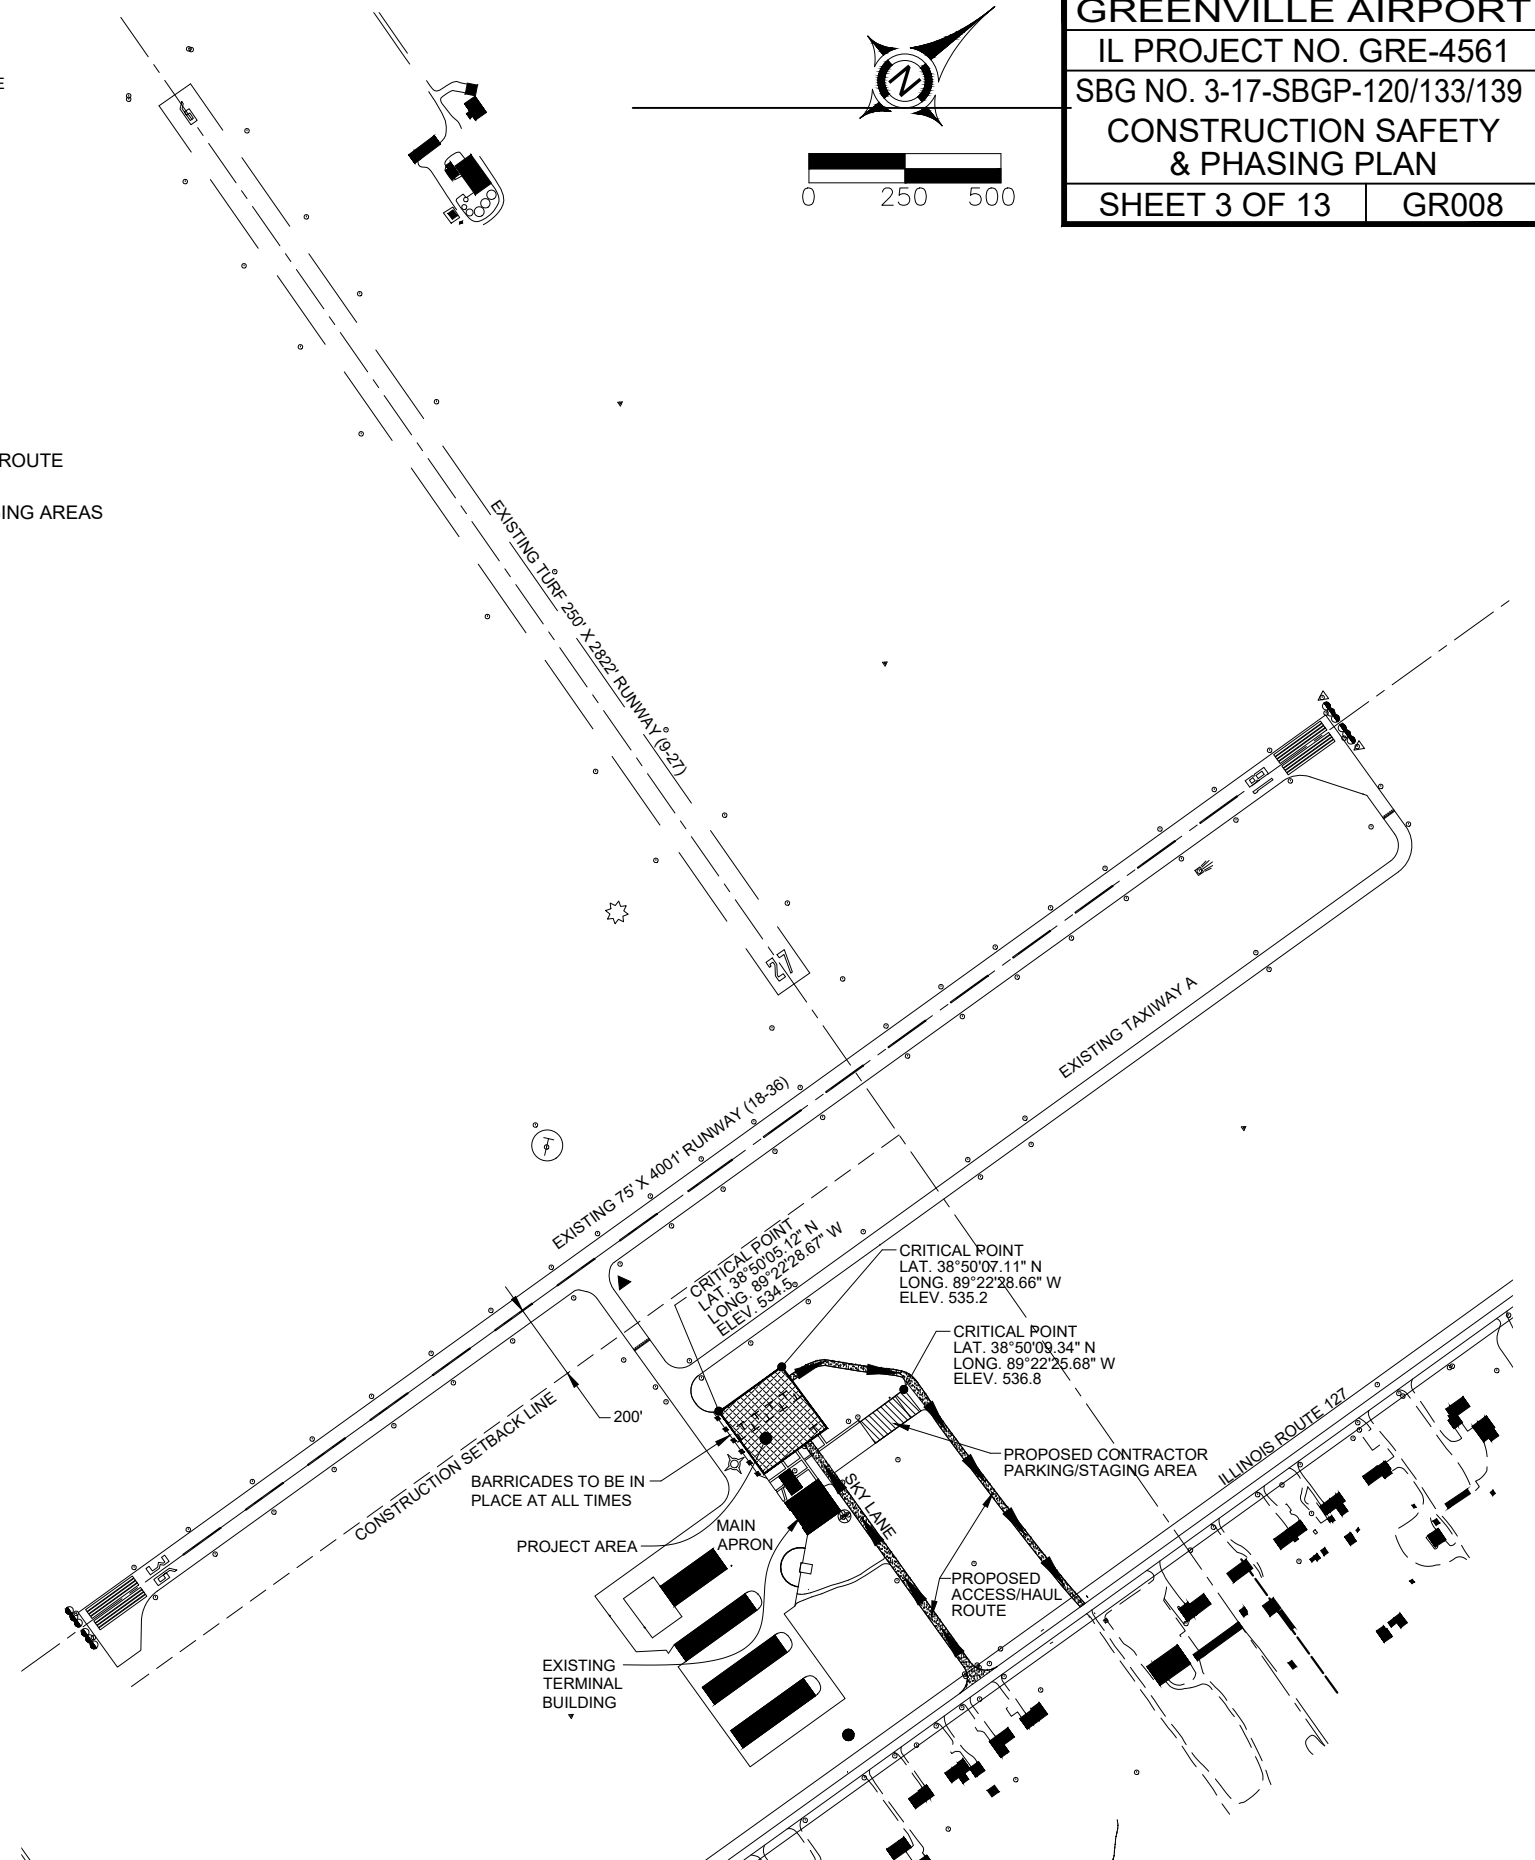 GREENVILLE AIRPORT
IL PROJECT NO. GRE-4561
SBG NO. 3-17-SBGP-120/133/139
CONSTRUCTION SAFETY
& PHASING PLAN
SHEET 3 OF 13
GR008
N
0
250
500
E
ROUTE
ING AREAS
9
EXISTING TURF 250' X 2822' RUNWAY (9-27)
27
18
EXISTING TAXIWAY A
EXISTING 75' X 4001' RUNWAY (18-36)
CRITICAL POINT
LAT. 38°50'05.12" N
LONG. 89°22'28.67" W
ELEV. 534.5
CRITICAL POINT
LAT. 38°50'07.11" N
LONG. 89°22'28.66" W
ELEV. 535.2
CRITICAL POINT
LAT. 38°50'09.34" N
LONG. 89°22'25.68" W
ELEV. 536.8
200'
CONSTRUCTION SETBACK LINE
BARRICADES TO BE IN
PLACE AT ALL TIMES
PROJECT AREA
MAIN
APRON
SKY LANE
PROPOSED CONTRACTOR
PARKING/STAGING AREA
ILLINOIS ROUTE 127
PROPOSED
ACCESS/HAUL
ROUTE
36
EXISTING
TERMINAL
BUILDING